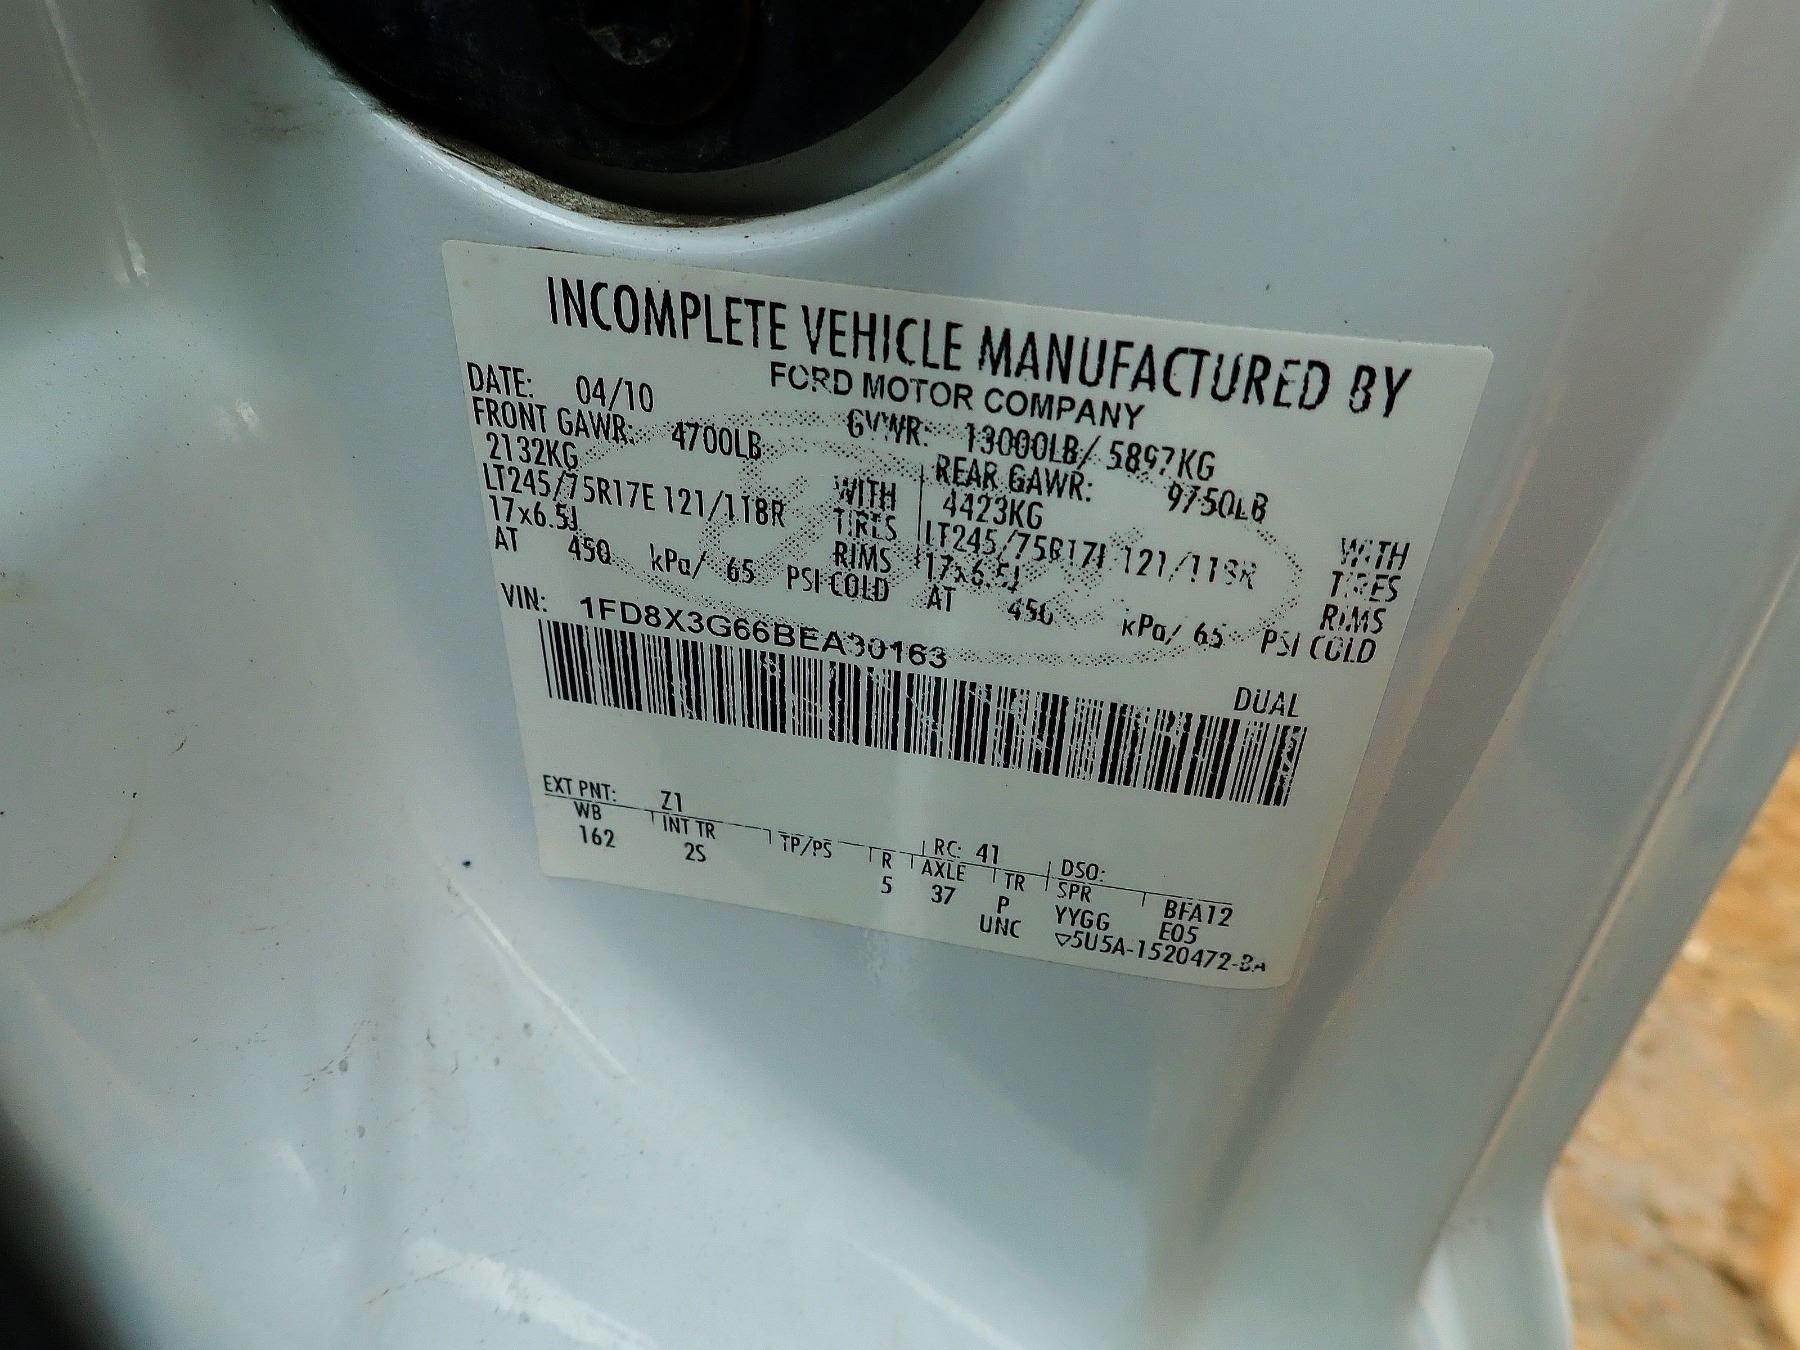 INCOMPLETE VEHICLE MANUFACTURED BY
FORD MOTOR COMPANY
DATE: 04/10 GVWR: 13000LB/ 5897KG
FRONT GAWR: 4700LB REAR GAWR: 9750LB
2132KG WITH 4423KG WITH
LT245/75R17E 121/118R TIRES LT245/75R17E 121/118R TIRES
17x6.5J RIMS 17x6.5J RIMS
AT 450 kPa/ 65 PSI COLD AT 450 kPa/ 65 PSI COLD
VIN: 1FD8X3G66BEA30163
DUAL
EXT PNT: Z1 RC: 41 DSO:
WB INT TR TP/PS R AXLE TR SPR BFA12
162 2S 5 37 P YYGG E05
UNC ▽5U5A-1520472-BA